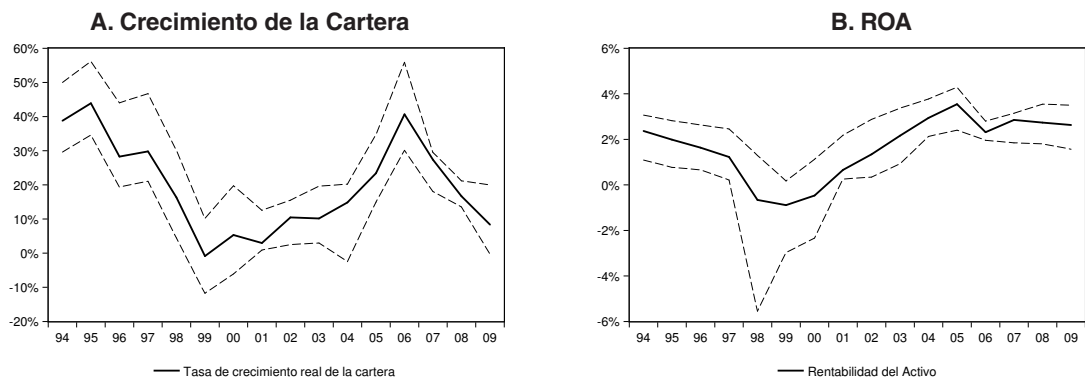 A. Crecimiento de la Cartera
60%
50%
40%
30%
20%
10%
0%
-10%
-20%
94 95 96 97 98 99 00 01 02 03 04 05 06 07 08 09
Tasa de crecimiento real de la cartera
B. ROA
6%
4%
2%
0%
-2%
-4%
-6%
94 95 96 97 98 99 00 01 02 03 04 05 06 07 08 09
Rentabilidad del Activo